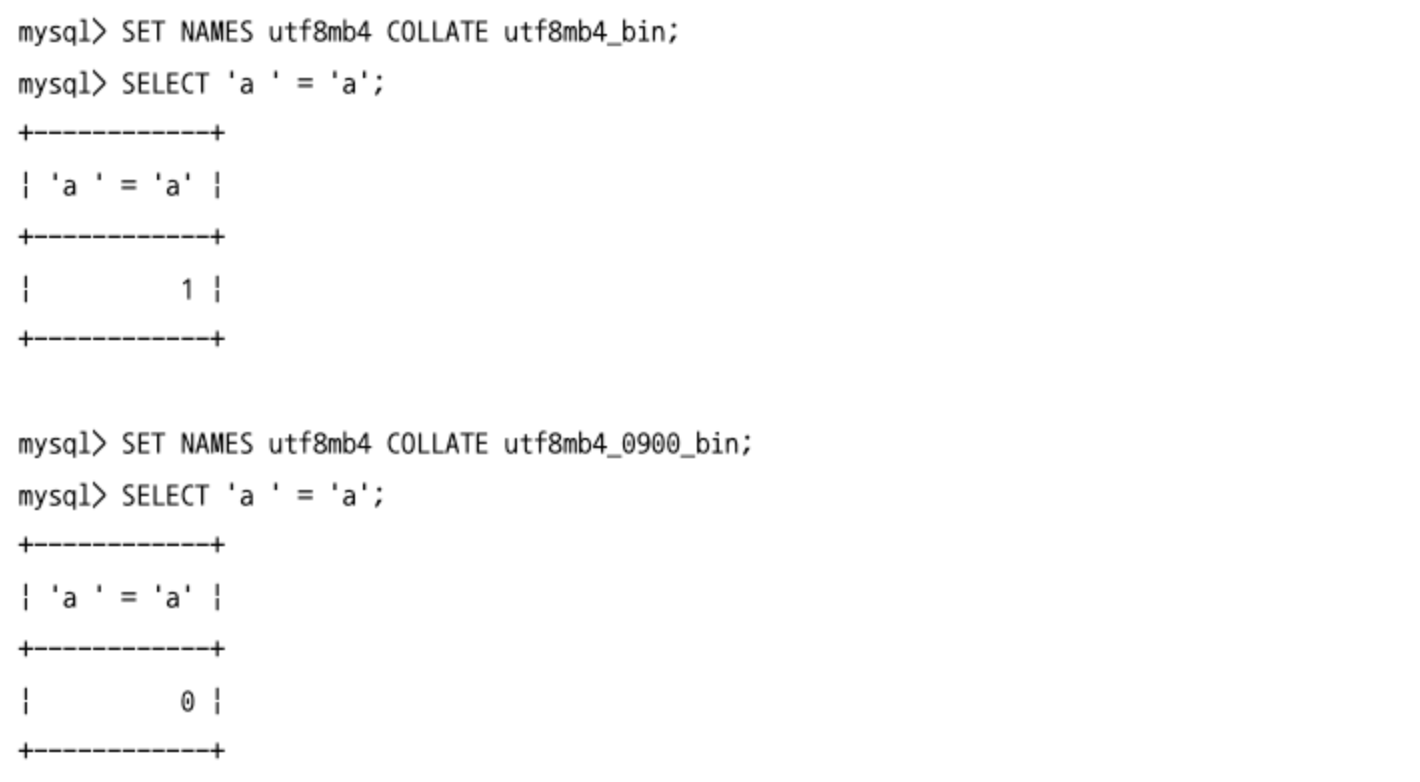 mysql> SET NAMES utf8mb4 COLLATE utf8mb4_bin;
mysql> SELECT 'a ' = 'a';
+------------+
¦ 'a ' = 'a' ¦
+------------+
¦          1 ¦
+------------+
mysql> SET NAMES utf8mb4 COLLATE utf8mb4_0900_bin;
mysql> SELECT 'a ' = 'a';
+------------+
¦ 'a ' = 'a' ¦
+------------+
¦          0 ¦
+------------+